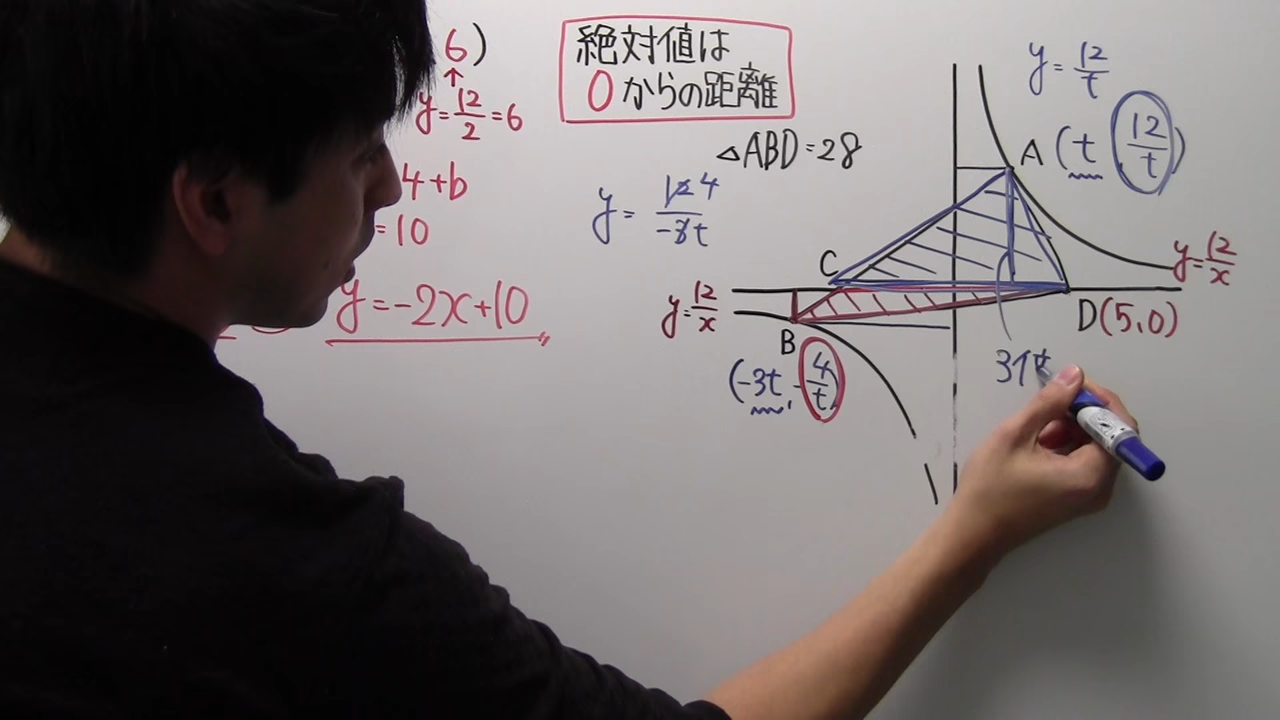 6)
↑
y=12/2=6
4+b
=10
y=-2x+10
絶対値は
0からの距離
△ABD=28
y=12 4/-3t
y=12/t
A(t, 12/t)
y=12/x
C
y=12/x
D(5,0)
B
(-3t, -4/t)